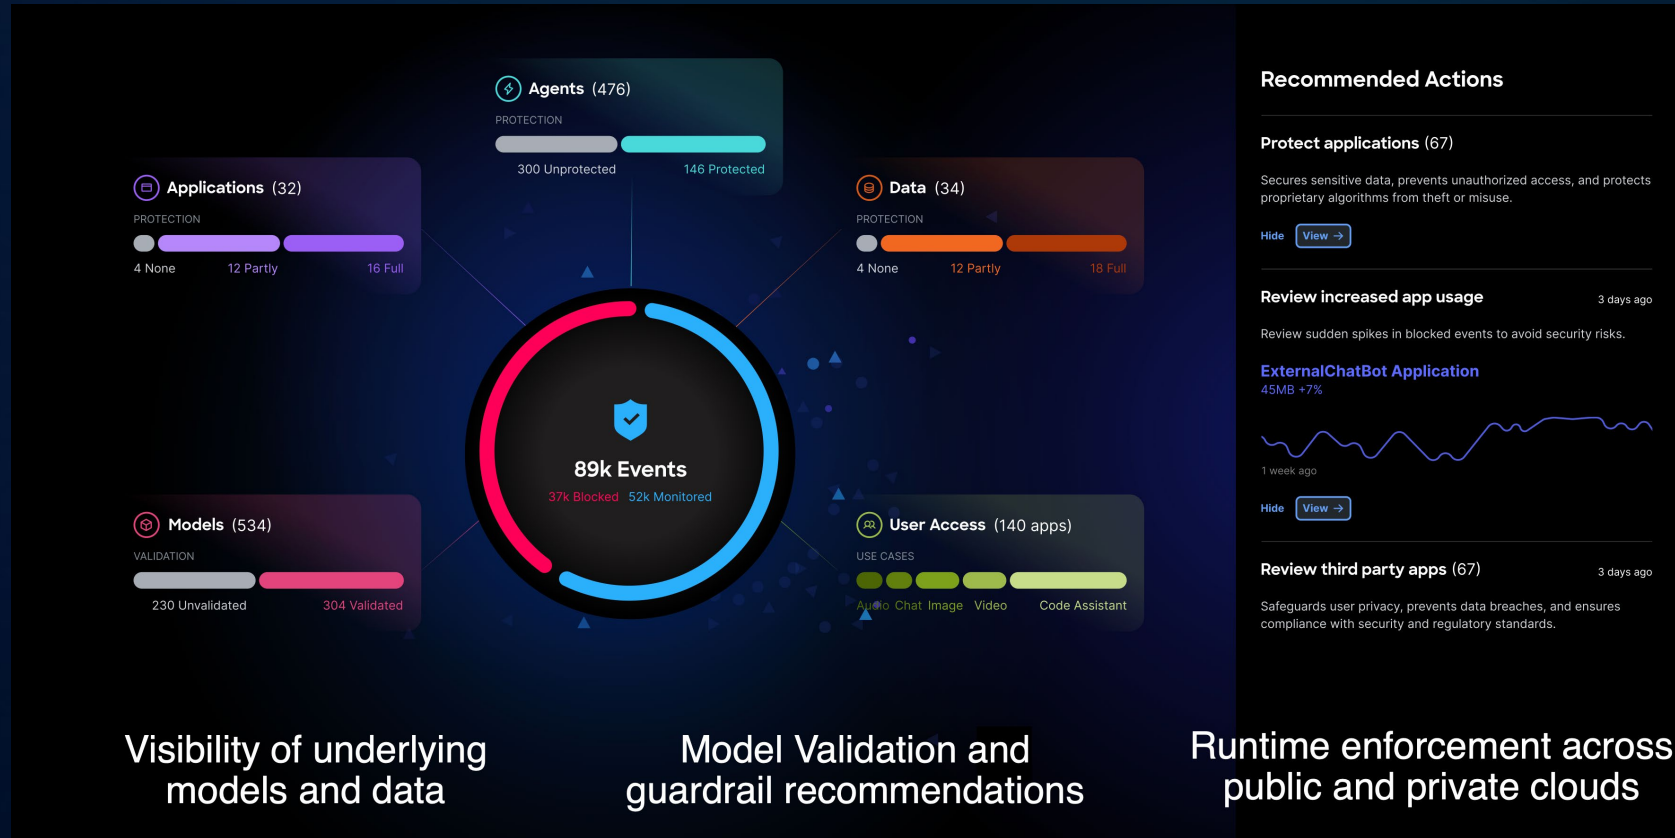 Agents (476)
PROTECTION
300 Unprotected 146 Protected
Applications (32)
PROTECTION
4 None 12 Partly 16 Full
Data (34)
PROTECTION
4 None 12 Partly 18 Full
89k Events
37k Blocked 52k Monitored
Models (534)
VALIDATION
230 Unvalidated 304 Validated
User Access (140 apps)
USE CASES
Audio Chat Image Video Code Assistant
Recommended Actions
Protect applications (67)
Secures sensitive data, prevents unauthorized access, and protects
proprietary algorithms from theft or misuse.
Hide View →
Review increased app usage 3 days ago
Review sudden spikes in blocked events to avoid security risks.
ExternalChatBot Application
45MB +7%
1 week ago
Hide View →
Review third party apps (67) 3 days ago
Safeguards user privacy, prevents data breaches, and ensures
compliance with security and regulatory standards.
Visibility of underlying
models and data
Model Validation and
guardrail recommendations
Runtime enforcement across
public and private clouds